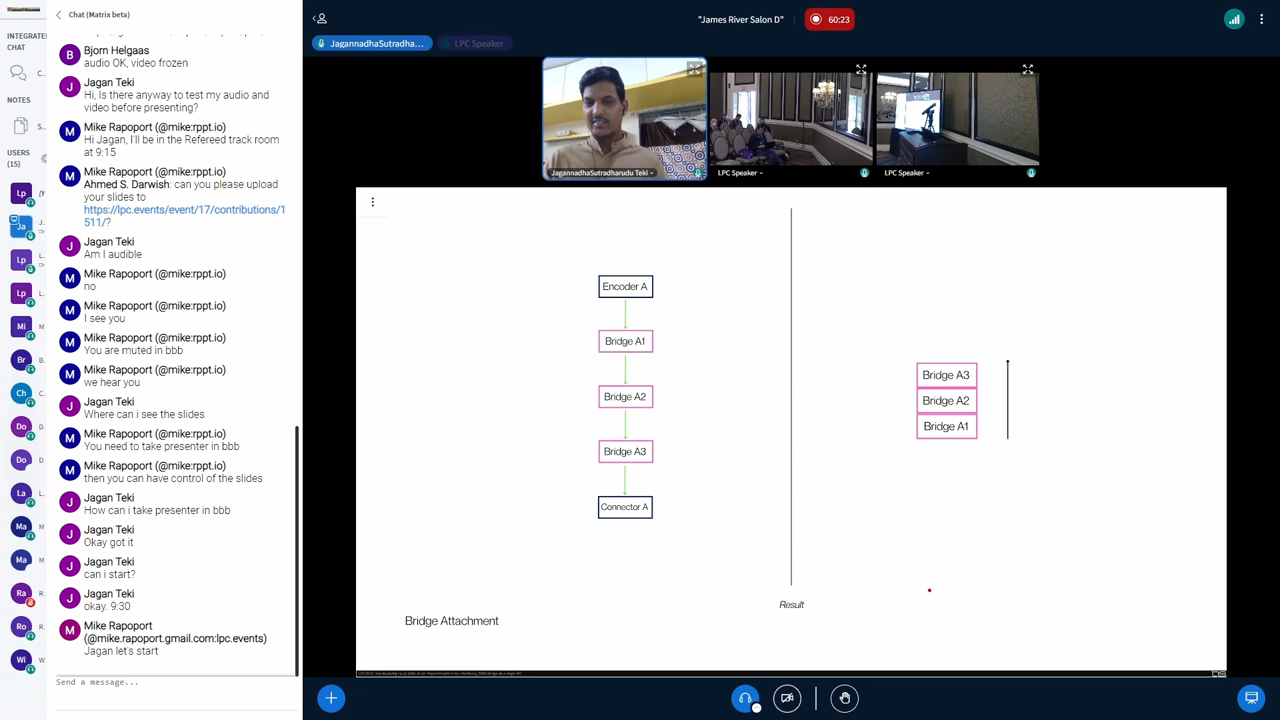 Chat (Matrix beta)
INTEGRATE
CHAT
C.
NOTES
S..
USERS
(15)
Bjorn Helgaas
audio OK, video frozen
Jagan Teki
Hi, Is there anyway to test my audio and
video before presenting?
Mike Rapoport (@mike:rppt.io)
Hi Jagan, I'll be in the Refereed track room
at 9:15
Mike Rapoport (@mike:rppt.io)
Ahmed S. Darwish: can you please upload
your slides to
https://lpc.events/event/17/contributions/1
511/?
Jagan Teki
Am I audible
Mike Rapoport (@mike:rppt.io)
no
Mike Rapoport (@mike:rppt.io)
I see you
Mike Rapoport (@mike:rppt.io)
You are muted in bbb
Mike Rapoport (@mike:rppt.io)
we hear you
Jagan Teki
Where can i see the slides
Mike Rapoport (@mike:rppt.io)
You need to take presenter in bbb
Mike Rapoport (@mike:rppt.io)
then you can have control of the slides
Jagan Teki
How can i take presenter in bbb
Jagan Teki
Okay got it
Jagan Teki
can i start?
Jagan Teki
okay. 9:30
Mike Rapoport
(@mike.rapoport.gmail.com:lpc.events)
Jagan let's start
Send a message...
"James River Salon D"
60:23
JagannadhaSutradha...
LPC Speaker
JagannadhaSutradharudu Teki
LPC Speaker
LPC Speaker
Encoder A
Bridge A1
Bridge A2
Bridge A3
Connector A
Bridge A3
Bridge A2
Bridge A1
Result
Bridge Attachment